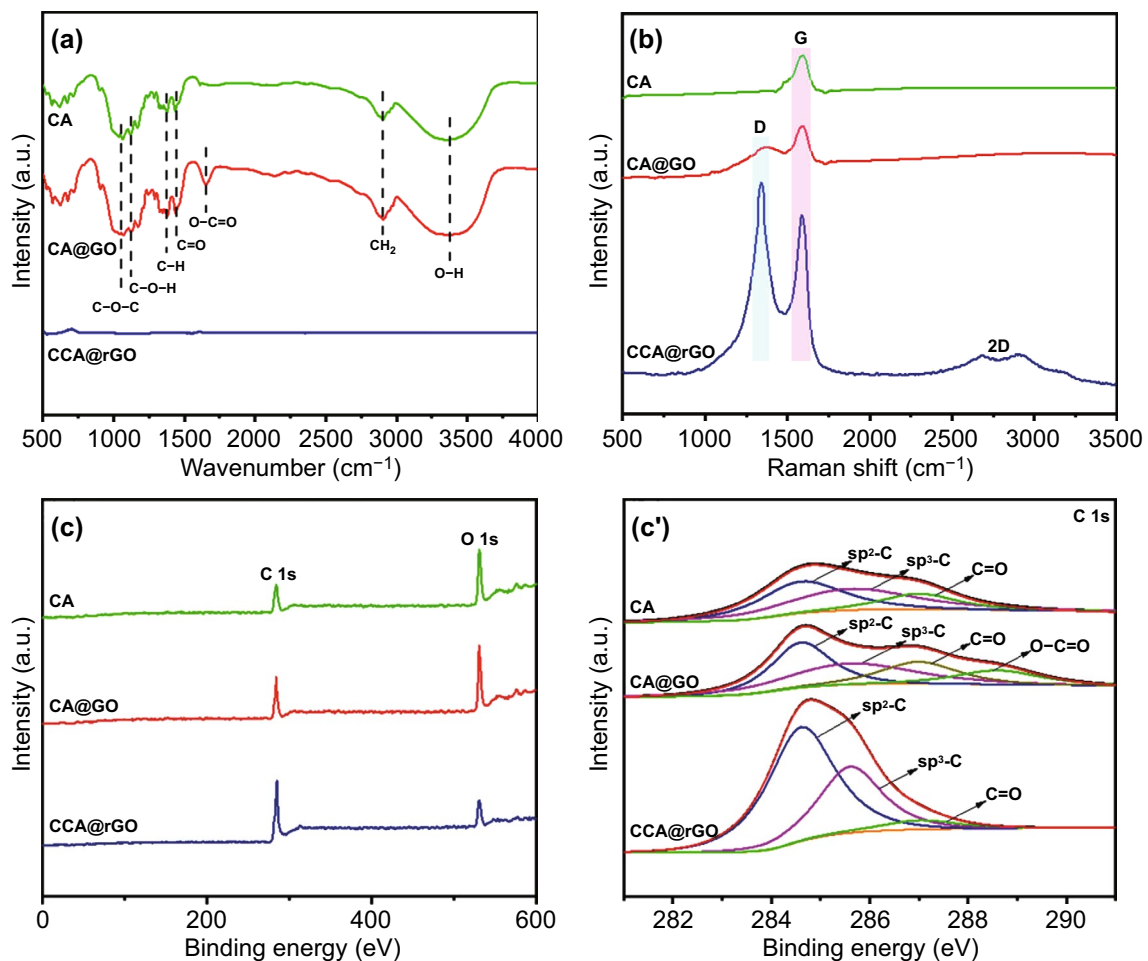 (a)
CA
CA@GO
O−C=O
C=O
C−H
C−O−H
C−O−C
CH₂
O−H
CCA@rGO
500 1000 1500 2000 2500 3000 3500 4000
Wavenumber (cm⁻¹)
Intensity (a.u.)
(b)
G
CA
D
CA@GO
CCA@rGO
2D
500 1000 1500 2000 2500 3000 3500
Raman shift (cm⁻¹)
Intensity (a.u.)
(c)
O 1s
C 1s
CA
CA@GO
CCA@rGO
0 200 400 600
Binding energy (eV)
Intensity (a.u.)
(c')
C 1s
sp²-C
sp³-C
C=O
CA
sp²-C
sp³-C
C=O
O−C=O
CA@GO
sp²-C
sp³-C
C=O
CCA@rGO
282 284 286 288 290
Binding energy (eV)
Intensity (a.u.)